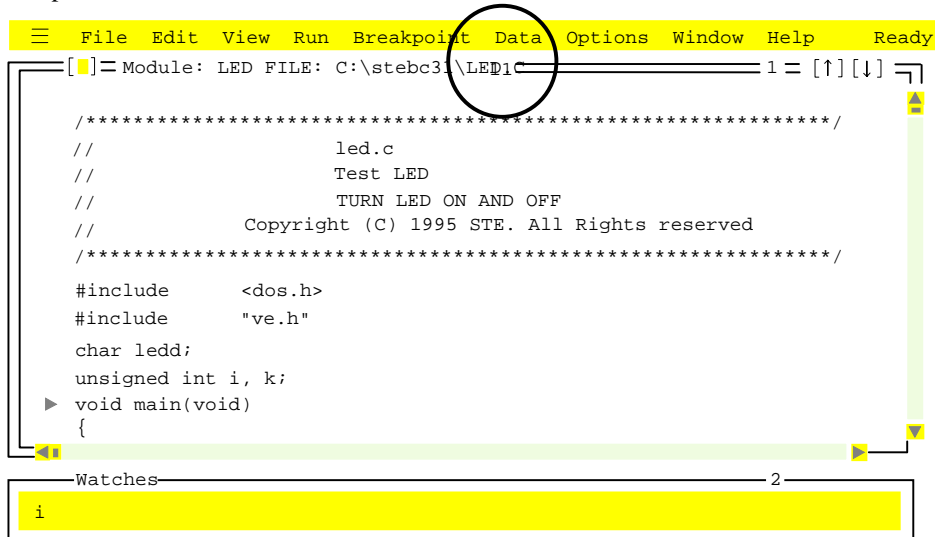 ≡ File Edit View Run Breakpoint Data Options Window Help Ready
[ ] Module: LED FILE: C:\stebc31\LED1C 1 [↑][↓]
/***************************************************************/
// led.c
// Test LED
// TURN LED ON AND OFF
// Copyright (C) 1995 STE. All Rights reserved
/***************************************************************/
#include <dos.h>
#include "ve.h"
char ledd;
unsigned int i, k;
void main(void)
{
Watches 2
i